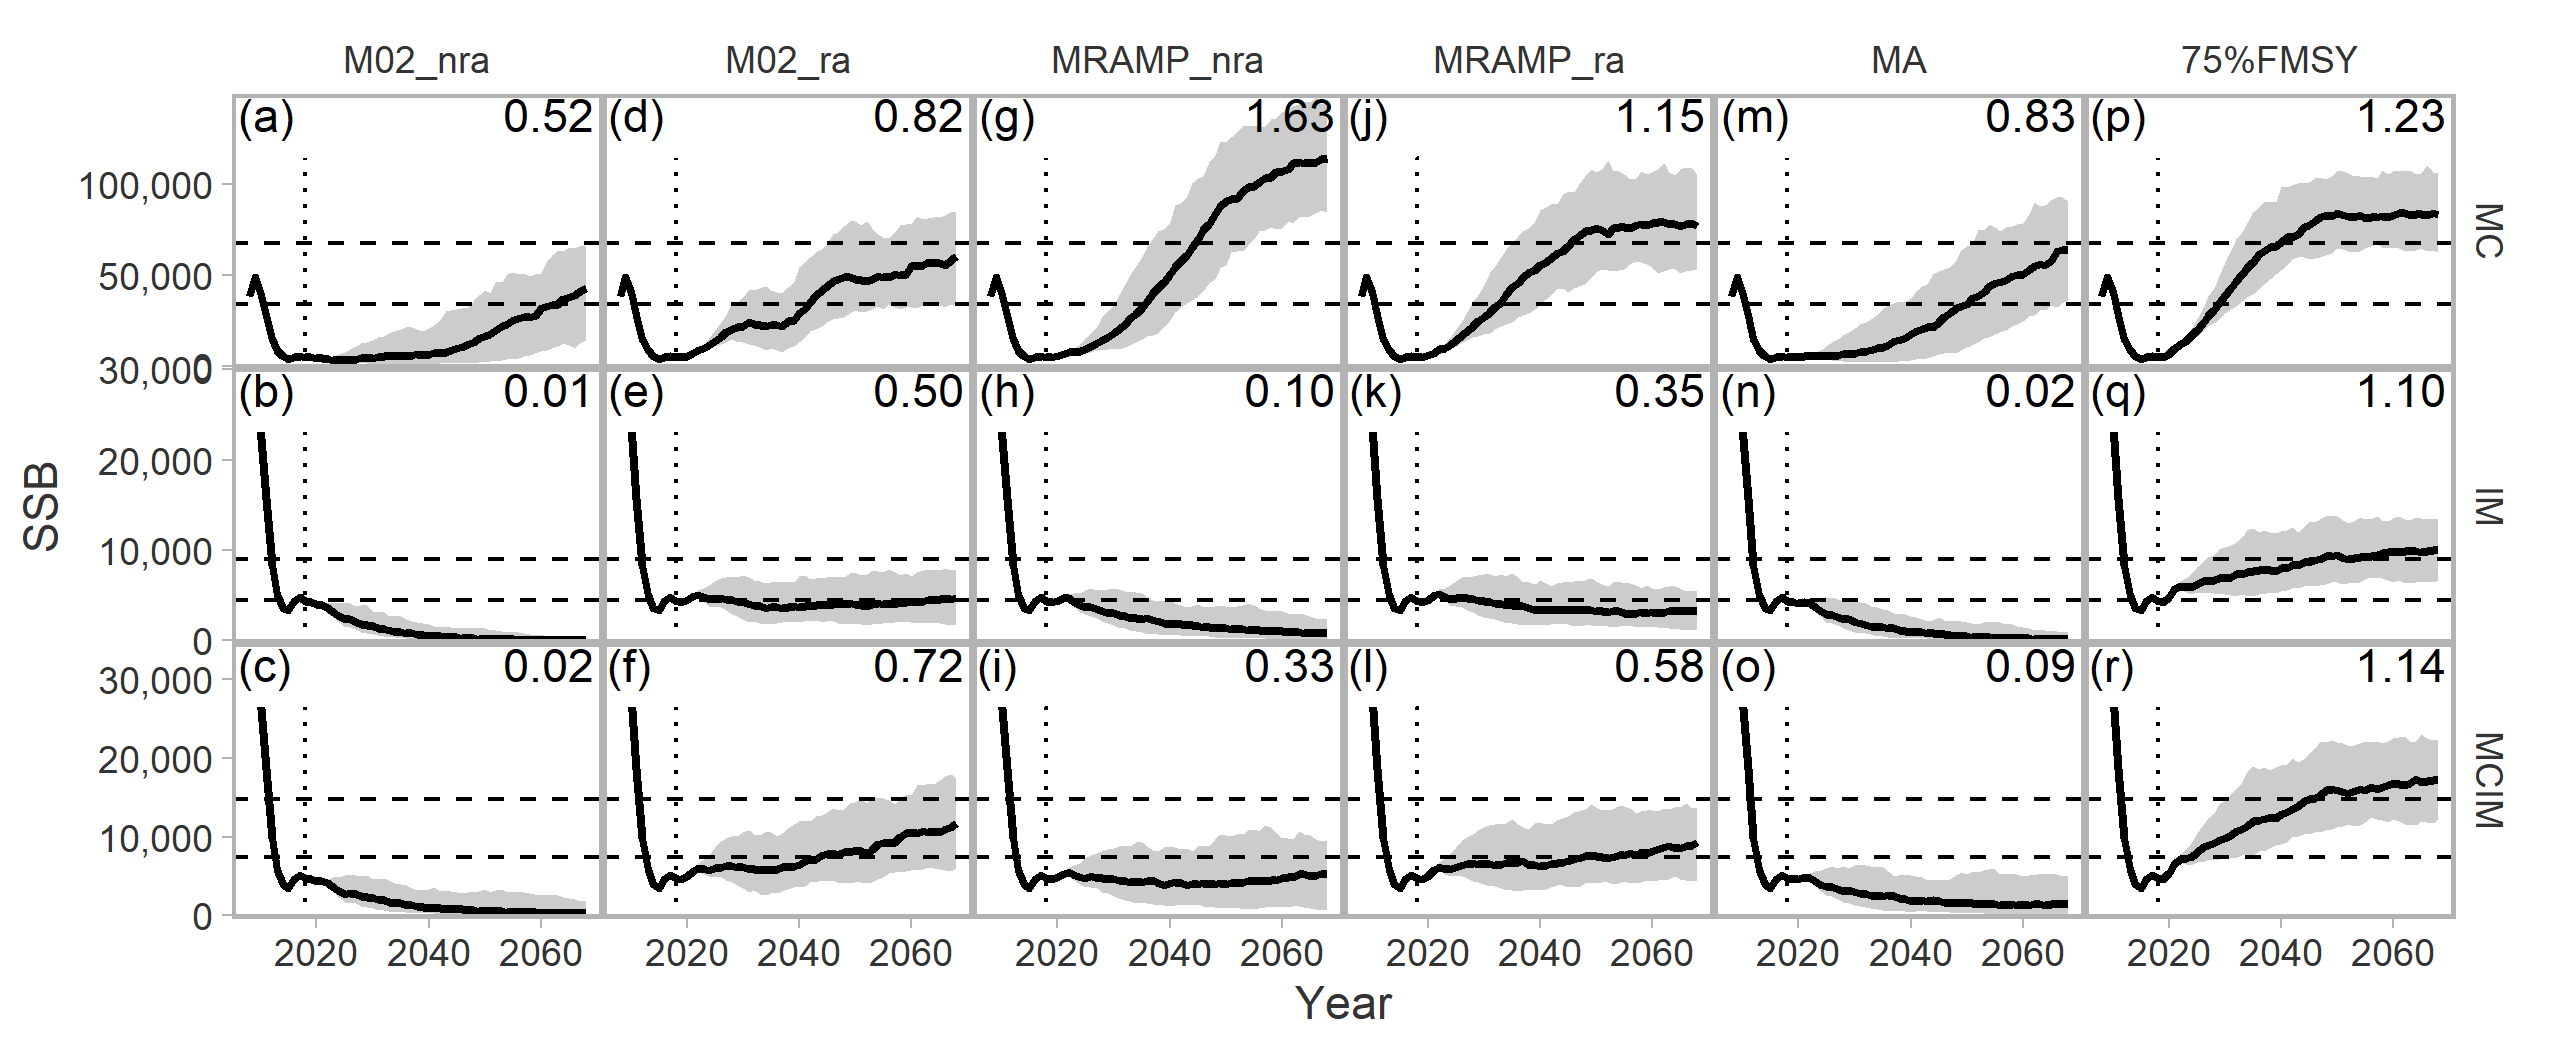 M02_nra M02_ra MRAMP_nra MRAMP_ra MA 75%FMSY
(a) 0.52 (d) 0.82 (g) 1.63 (j) 1.15 (m) 0.83 (p) 1.23
100,000
50,000
0
MC
30,000
(b) 0.01 (e) 0.50 (h) 0.10 (k) 0.35 (n) 0.02 (q) 1.10
20,000
10,000
0
IM
SSB
(c) 0.02 (f) 0.72 (i) 0.33 (l) 0.58 (o) 0.09 (r) 1.14
30,000
20,000
10,000
0
MCIM
2020 2040 2060 2020 2040 2060 2020 2040 2060 2020 2040 2060 2020 2040 2060 2020 2040 2060
Year